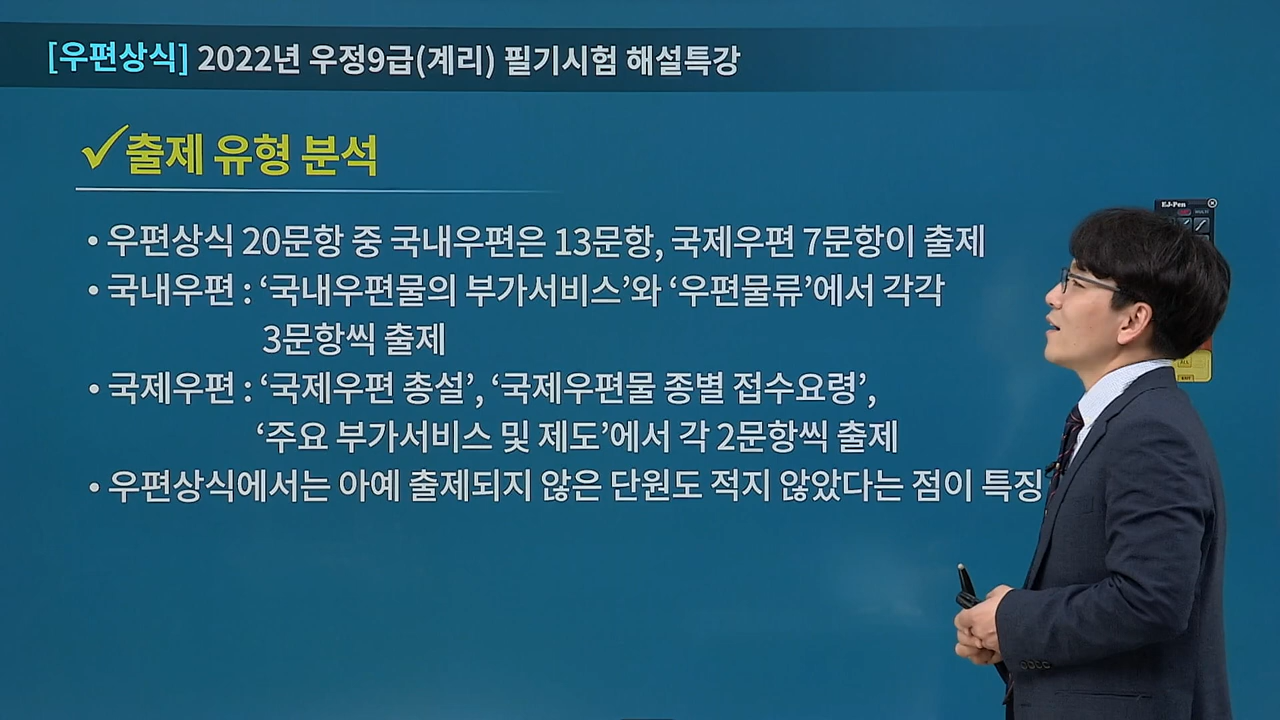 [우편상식] 2022년 우정9급(계리) 필기시험 해설특강
✓출제 유형 분석
• 우편상식 20문항 중 국내우편은 13문항, 국제우편 7문항이 출제
• 국내우편 : ‘국내우편물의 부가서비스’와 ‘우편물류’에서 각각
3문항씩 출제
• 국제우편 : ‘국제우편 총설’, ‘국제우편물 종별 접수요령’,
‘주요 부가서비스 및 제도’에서 각 2문항씩 출제
• 우편상식에서는 아예 출제되지 않은 단원도 적지 않았다는 점이 특징
EJ-Pen